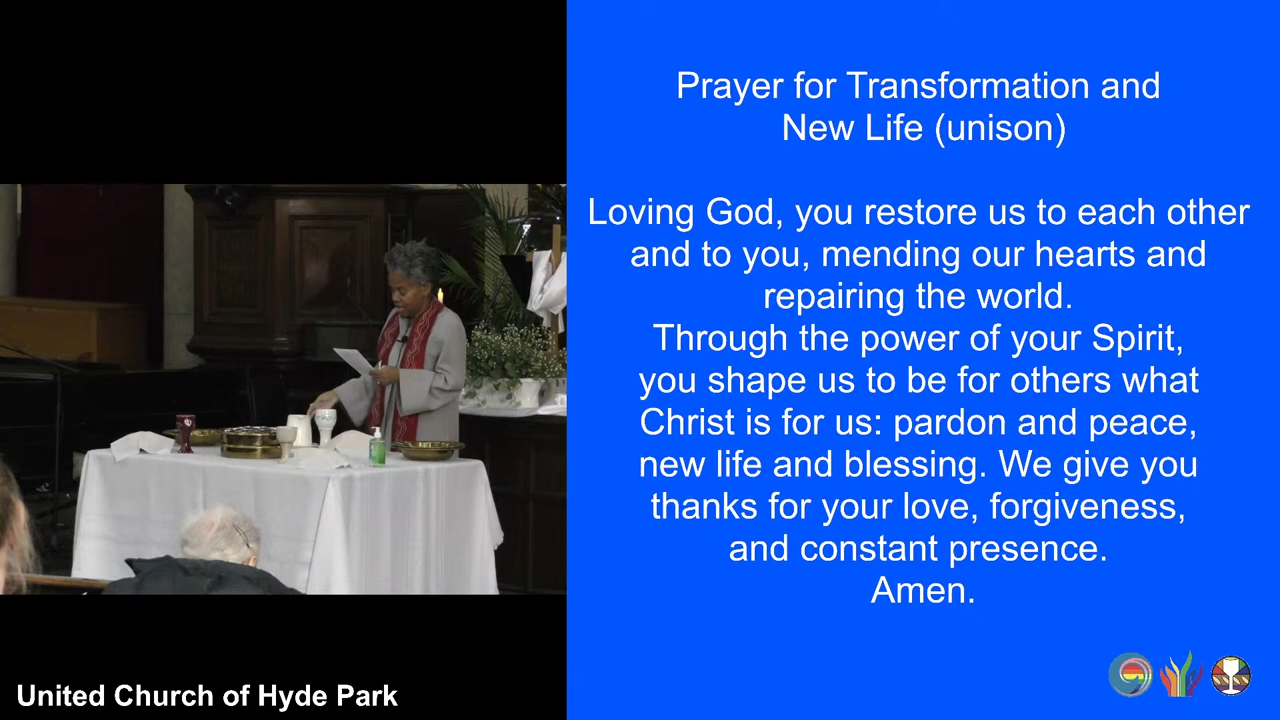 Prayer for Transformation and
New Life (unison)
Loving God, you restore us to each other
and to you, mending our hearts and
repairing the world.
Through the power of your Spirit,
you shape us to be for others what
Christ is for us: pardon and peace,
new life and blessing. We give you
thanks for your love, forgiveness,
and constant presence.
Amen.
United Church of Hyde Park